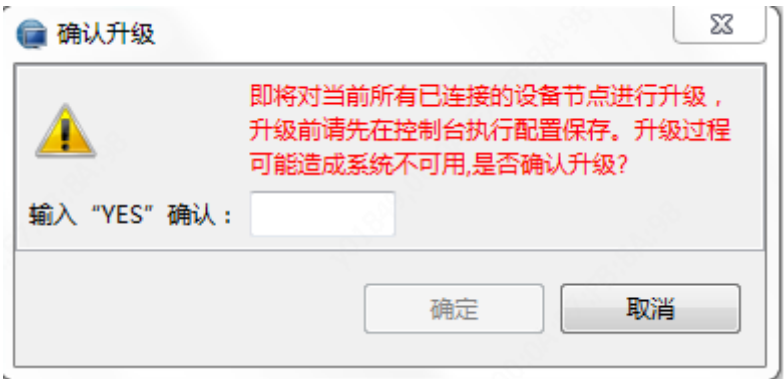 确认升级
即将对当前所有已连接的设备节点进行升级，
升级前请先在控制台执行配置保存。升级过程
可能造成系统不可用,是否确认升级?
输入“YES”确认：
确定
取消